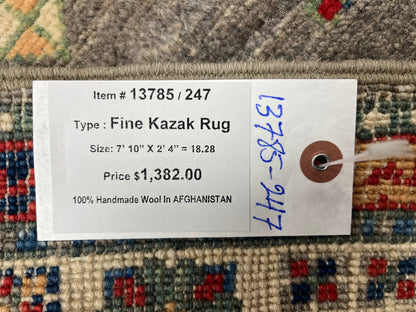 Item # 13785 / 247
Type : Fine Kazak Rug
Size: 7' 10" X 2' 4" = 18.28
Price $1,382.00
100% Handmade Wool In AFGHANISTAN
13785-247